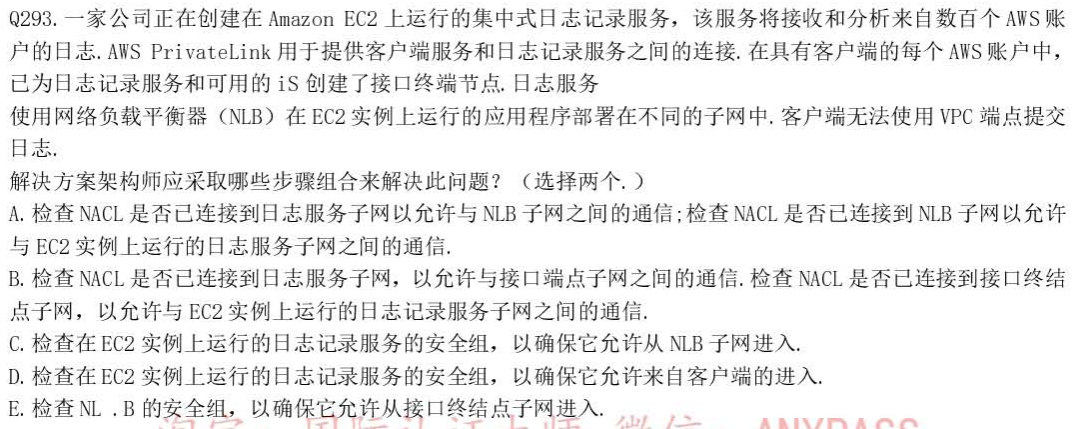 Q293.一家公司正在创建在 Amazon EC2 上运行的集中式日志记录服务，该服务将接收和分析来自数百个 AWS 账
户的日志.AWS PrivateLink 用于提供客户端服务和日志记录服务之间的连接.在具有客户端的每个 AWS 账户中，
已为日志记录服务和可用的 iS 创建了接口终端节点.日志服务
使用网络负载平衡器（NLB）在 EC2 实例上运行的应用程序部署在不同的子网中.客户端无法使用 VPC 端点提交
日志.
解决方案架构师应采取哪些步骤组合来解决此问题？（选择两个.）
A.检查 NACL 是否已连接到日志服务子网以允许与 NLB 子网之间的通信;检查 NACL 是否已连接到 NLB 子网以允许
与 EC2 实例上运行的日志服务子网之间的通信.
B.检查 NACL 是否已连接到日志服务子网，以允许与接口端点子网之间的通信.检查 NACL 是否已连接到接口终结
点子网，以允许与 EC2 实例上运行的日志记录服务子网之间的通信.
C.检查在 EC2 实例上运行的日志记录服务的安全组，以确保它允许从 NLB 子网进入.
D.检查在 EC2 实例上运行的日志记录服务的安全组，以确保它允许来自客户端的进入.
E.检查 NL .B 的安全组，以确保它允许从接口终结点子网进入.